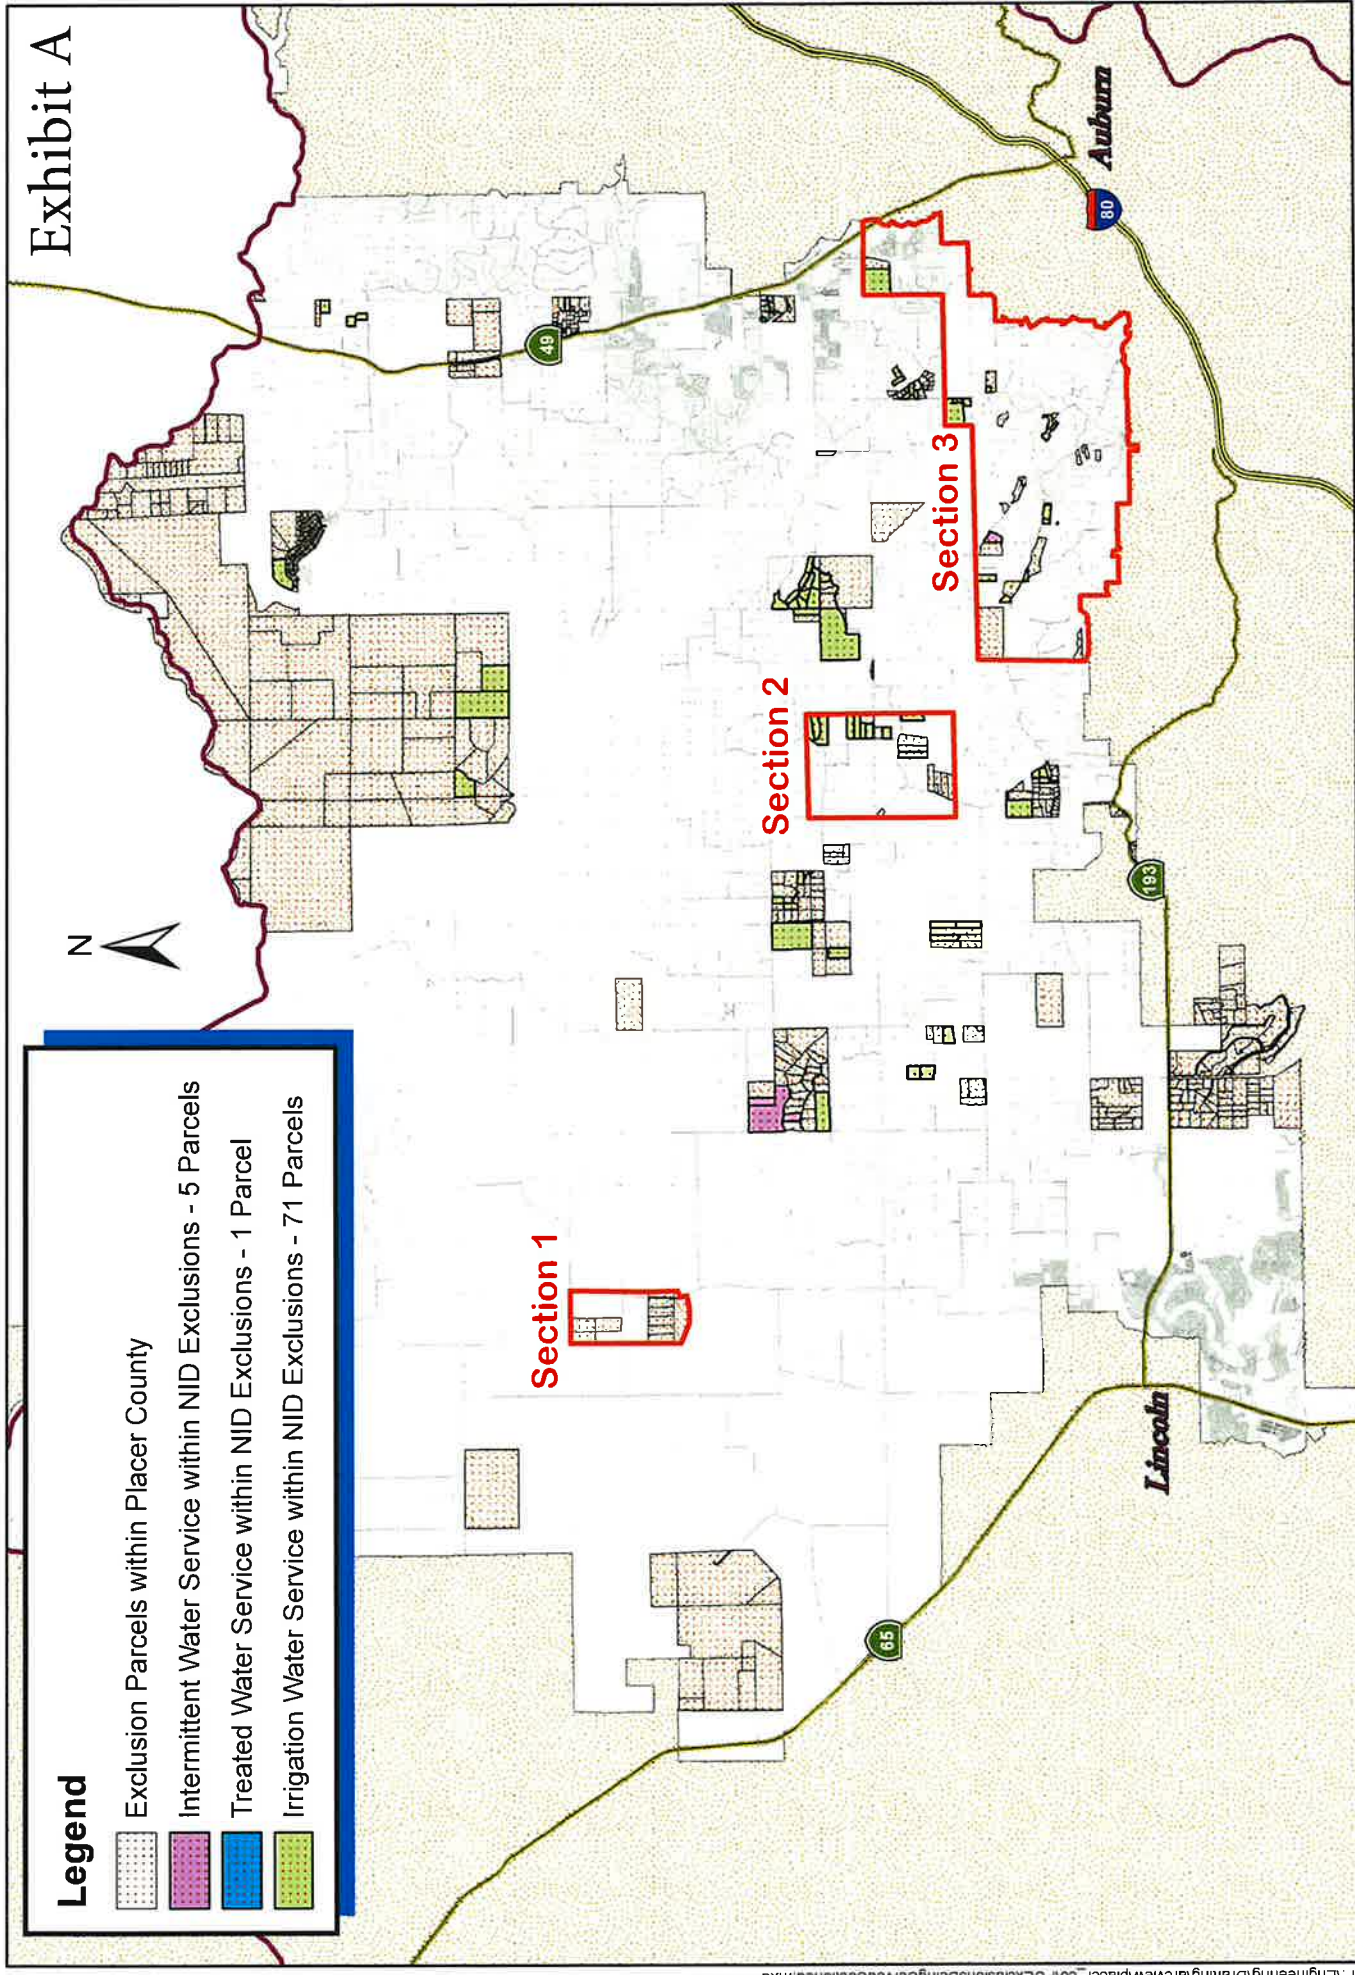 Exhibit A
N
Legend
Exclusion Parcels within Placer County
Intermittent Water Service within NID Exclusions - 5 Parcels
Treated Water Service within NID Exclusions - 1 Parcel
Irrigation Water Service within NID Exclusions - 71 Parcels
49
Section 1
Section 2
Section 3
80
Auburn
65
193
Lincoln